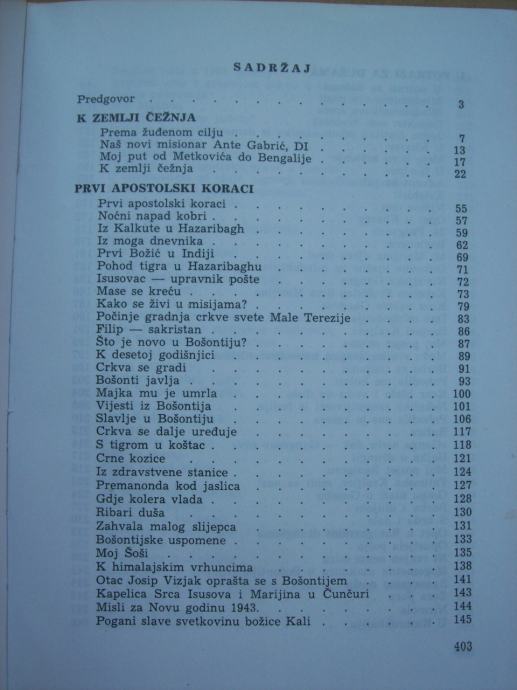 SADRŽAJ
Predgovor . . . . . . . . . . . . 3
K ZEMLJI ČEŽNJA
Prema žuđenom cilju . . . . . . . . . 7
Naš novi misionar Ante Gabrić, DI . . . . . 13
Moj put od Metkovića do Bengalije . . . . . 17
K zemlji čežnja . . . . . . . . . . 22
PRVI APOSTOLSKI KORACI
Prvi apostolski koraci . . . . . . . . . 55
Noćni napad kobri . . . . . . . . . 57
Iz Kalkute u Hazaribagh . . . . . . . . 59
Iz moga dnevnika . . . . . . . . . 62
Prvi Božić u Indiji . . . . . . . . . 69
Pohod tigra u Hazaribaghu . . . . . . . 71
Isusovac — upravnik pošte . . . . . . . 72
Mase se kreću . . . . . . . . . . 73
Kako se živi u misijama? . . . . . . . . 79
Počinje gradnja crkve svete Male Terezije . . . . 83
Filip — sakristan . . . . . . . . . 86
Što je novo u Bošontiju? . . . . . . . . 87
K desetoj godišnjici . . . . . . . . . 89
Crkva se gradi . . . . . . . . . . 91
Bošonti javlja . . . . . . . . . . 93
Majka mu je umrla . . . . . . . . . 100
Vijesti iz Bošontija . . . . . . . . . 101
Slavlje u Bošontiju . . . . . . . . . 106
Crkva se dalje uređuje . . . . . . . . 117
S tigrom u koštac . . . . . . . . . 118
Crne kozice . . . . . . . . . . 121
Iz zdravstvene stanice . . . . . . . . . 124
Premanonda kod jaslica . . . . . . . . 127
Gdje kolera vlada . . . . . . . . . 128
Ribari duša . . . . . . . . . . 130
Zahvala malog slijepca . . . . . . . . 131
Bošontijske uspomene . . . . . . . . . 133
Moj Šoši . . . . . . . . . . . 135
K himalajskim vrhuncima . . . . . . . . 138
Otac Josip Vizjak oprašta se s Bošontijem . . . . 141
Kapelica Srca Isusova i Marijina u Čunčuri . . . 143
Misli za Novu godinu 1943. . . . . . . . 144
Pogani slave svetkovinu božice Kali . . . . . 145
403